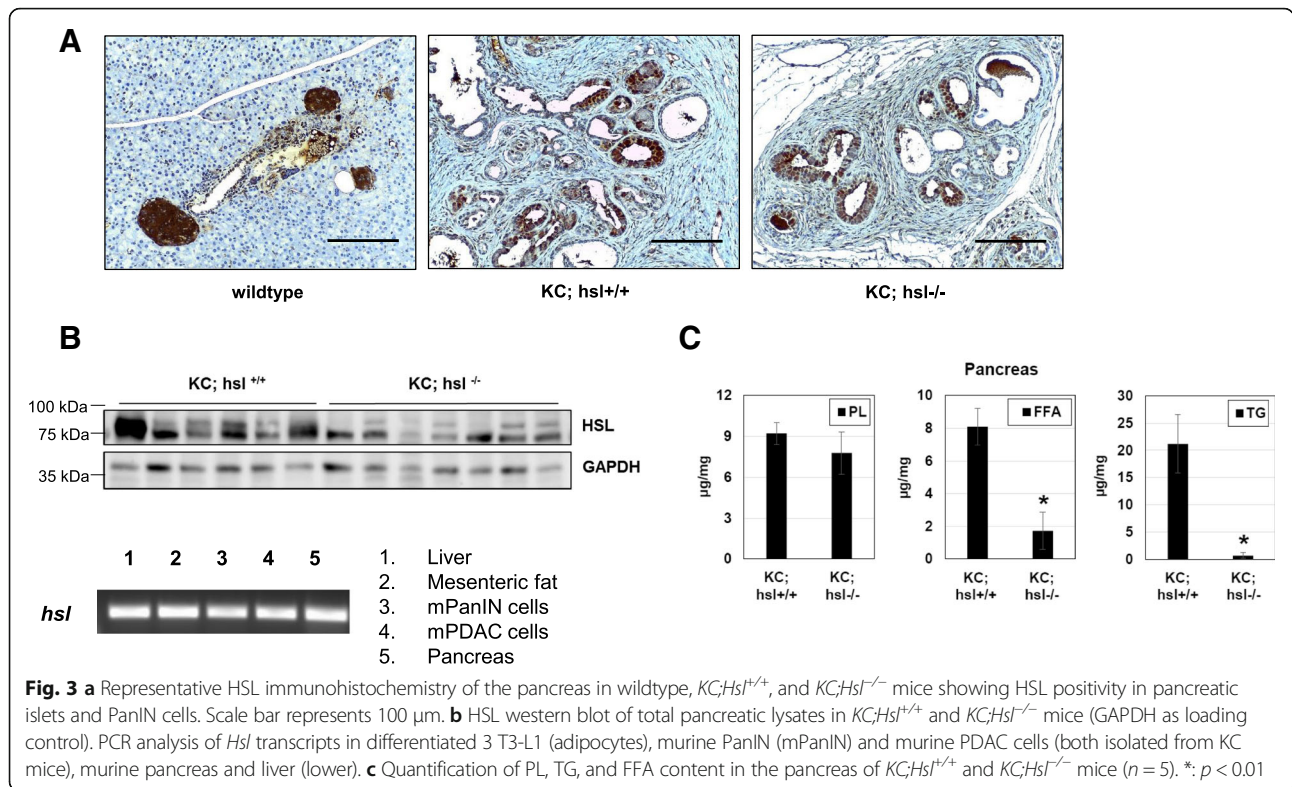 A
wildtype
KC; hsl+/+
KC; hsl-/-
B
KC; hsl +/+
KC; hsl -/-
100 kDa
75 kDa
HSL
35 kDa
GAPDH
1 2 3 4 5
hsl
1. Liver
2. Mesenteric fat
3. mPanIN cells
4. mPDAC cells
5. Pancreas
C
Pancreas
PL
µg/mg
12
9
6
3
0
KC;
hsl+/+
KC;
hsl-/-
FFA
µg/mg
10
8
6
4
2
0
*
KC;
hsl+/+
KC;
hsl-/-
TG
µg/mg
30
25
20
15
10
5
0
*
KC;
hsl+/+
KC;
hsl-/-
Fig. 3 a Representative HSL immunohistochemistry of the pancreas in wildtype, KC;Hsl+/+, and KC;Hsl−/− mice showing HSL positivity in pancreatic
islets and PanIN cells. Scale bar represents 100 μm. b HSL western blot of total pancreatic lysates in KC;Hsl+/+ and KC;Hsl−/− mice (GAPDH as loading
control). PCR analysis of Hsl transcripts in differentiated 3 T3-L1 (adipocytes), murine PanIN (mPanIN) and murine PDAC cells (both isolated from KC
mice), murine pancreas and liver (lower). c Quantification of PL, TG, and FFA content in the pancreas of KC;Hsl+/+ and KC;Hsl−/− mice (n = 5). *: p < 0.01